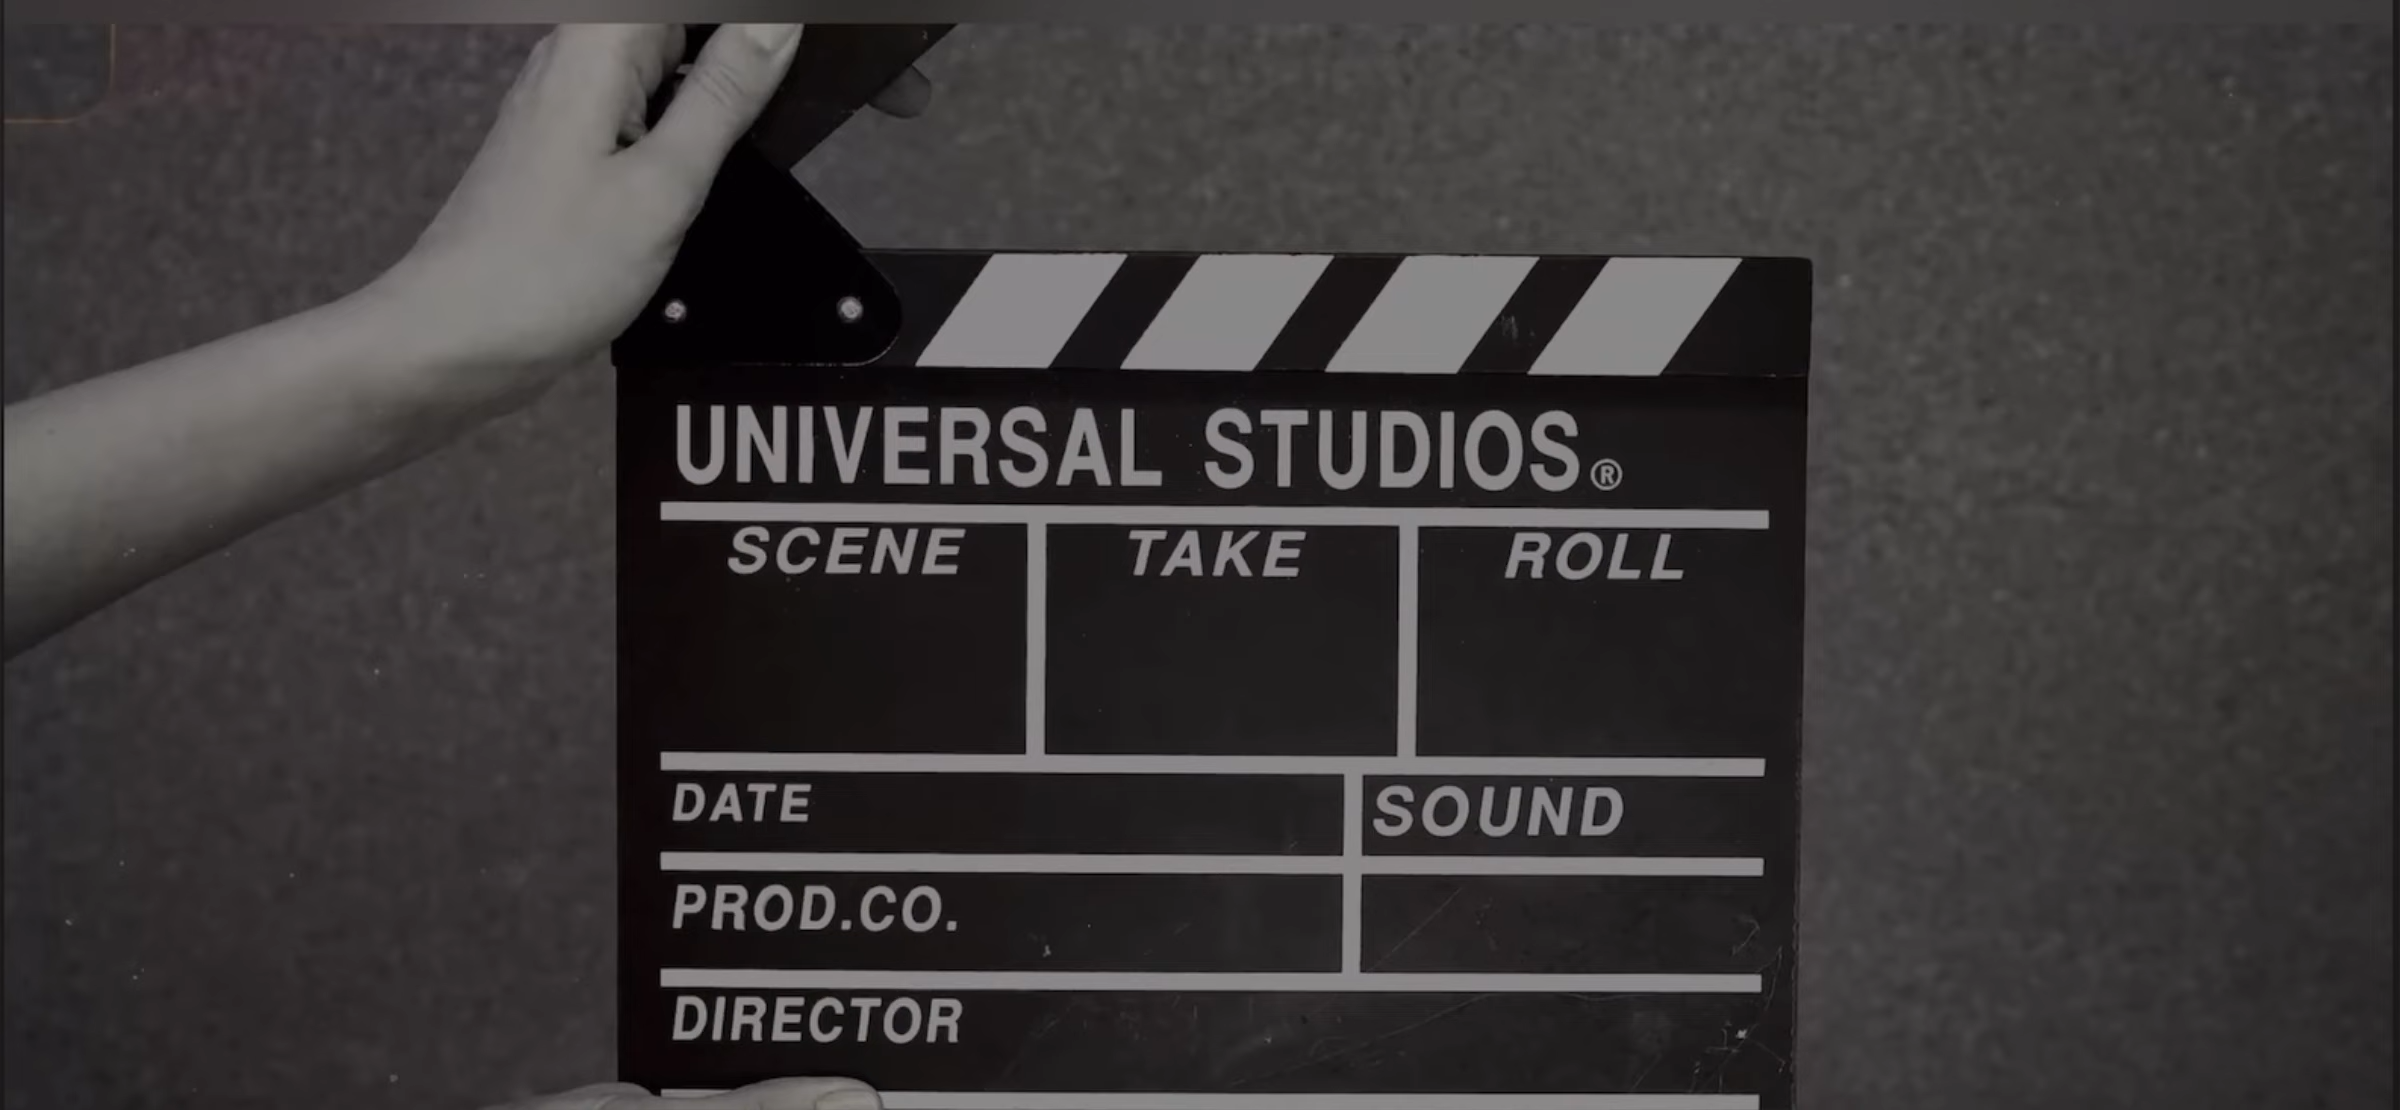 UNIVERSAL STUDIOS®
SCENE TAKE ROLL
DATE SOUND
PROD.CO.
DIRECTOR